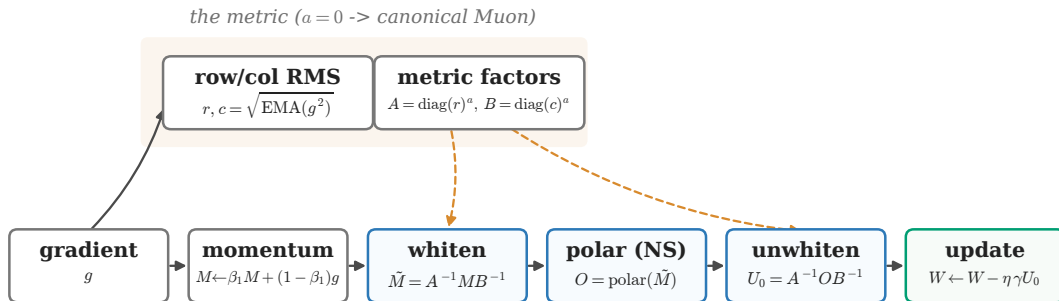 the metric (a=0 -> canonical Muon)
row/col RMS
r, c = √EMA(g²)
metric factors
A = diag(r)ᵃ, B = diag(c)ᵃ
gradient
g
momentum
M←β₁M + (1 − β₁)g
whiten
M̃ = A⁻¹MB⁻¹
polar (NS)
O = polar(M̃)
unwhiten
U₀ = A⁻¹OB⁻¹
update
W ← W − ηγU₀